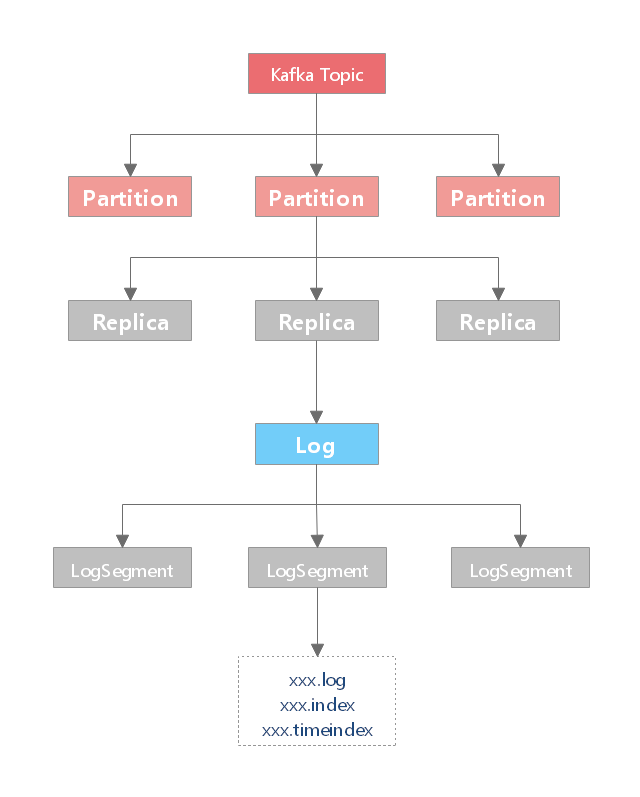 Kafka Topic
Partition Partition Partition
Replica Replica Replica
Log
LogSegment LogSegment LogSegment
xxx.log
xxx.index
xxx.timeindex